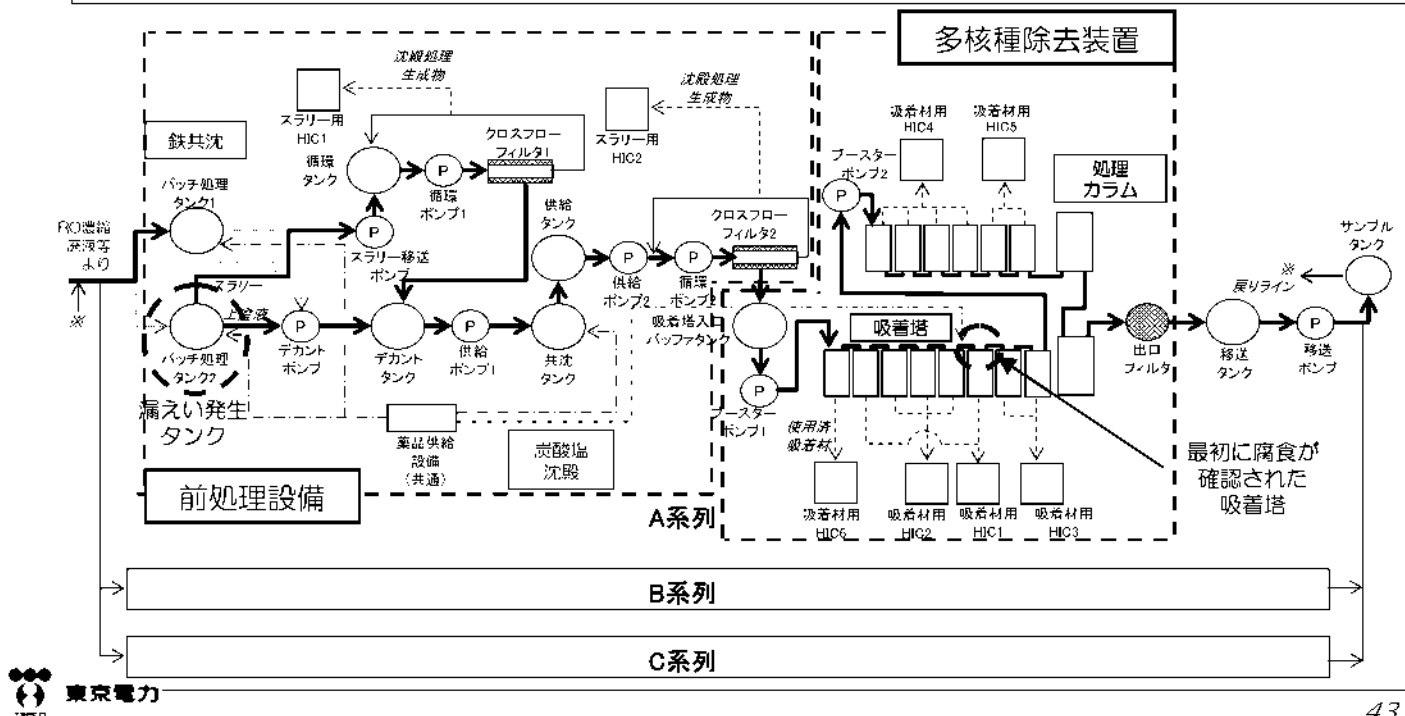 多核種除去装置
沈殿処理
生成物
沈殿処理
生成物
スラリー用
HIC1
スラリー用
HIC2
吸着材用
HIC4
吸着材用
HIC5
鉄共沈
循環
タンク
P
循環
ポンプ1
クロスフロー
フィルタ1
ブースター
ポンプ2
P
処理
カラム
バッチ処理
タンク1
RO濃縮
廃液等
より
※
P
スラリー移送
ポンプ
供給
タンク
P
供給
ポンプ2
P
循環
ポンプ2
クロスフロー
フィルタ2
サンプル
タンク
※
戻りライン
スラリー
上澄液
バッチ処理
タンク2
P
デカント
ポンプ
デカント
タンク
P
供給
ポンプ1
共沈
タンク
吸着塔入口
バッファタンク
吸着塔
P
ブースター
ポンプ1
出口
フィルタ
移送
タンク
P
移送
ポンプ
漏えい発生
タンク
薬品供給
設備
(共通)
炭酸塩
沈殿
使用済
吸着材
最初に腐食が
確認された
吸着塔
前処理設備
A系列
吸着材用
HIC6
吸着材用
HIC2
吸着材用
HIC1
吸着材用
HIC3
B系列
C系列
東京電力
43